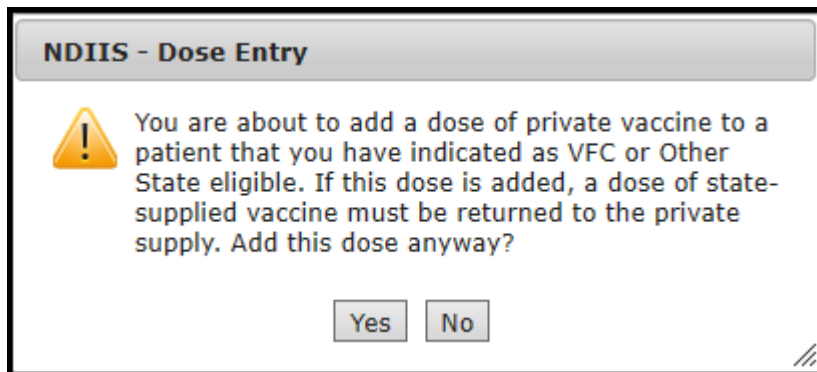 NDIIS - Dose Entry
You are about to add a dose of private vaccine to a
patient that you have indicated as VFC or Other
State eligible. If this dose is added, a dose of state-
supplied vaccine must be returned to the private
supply. Add this dose anyway?
Yes No